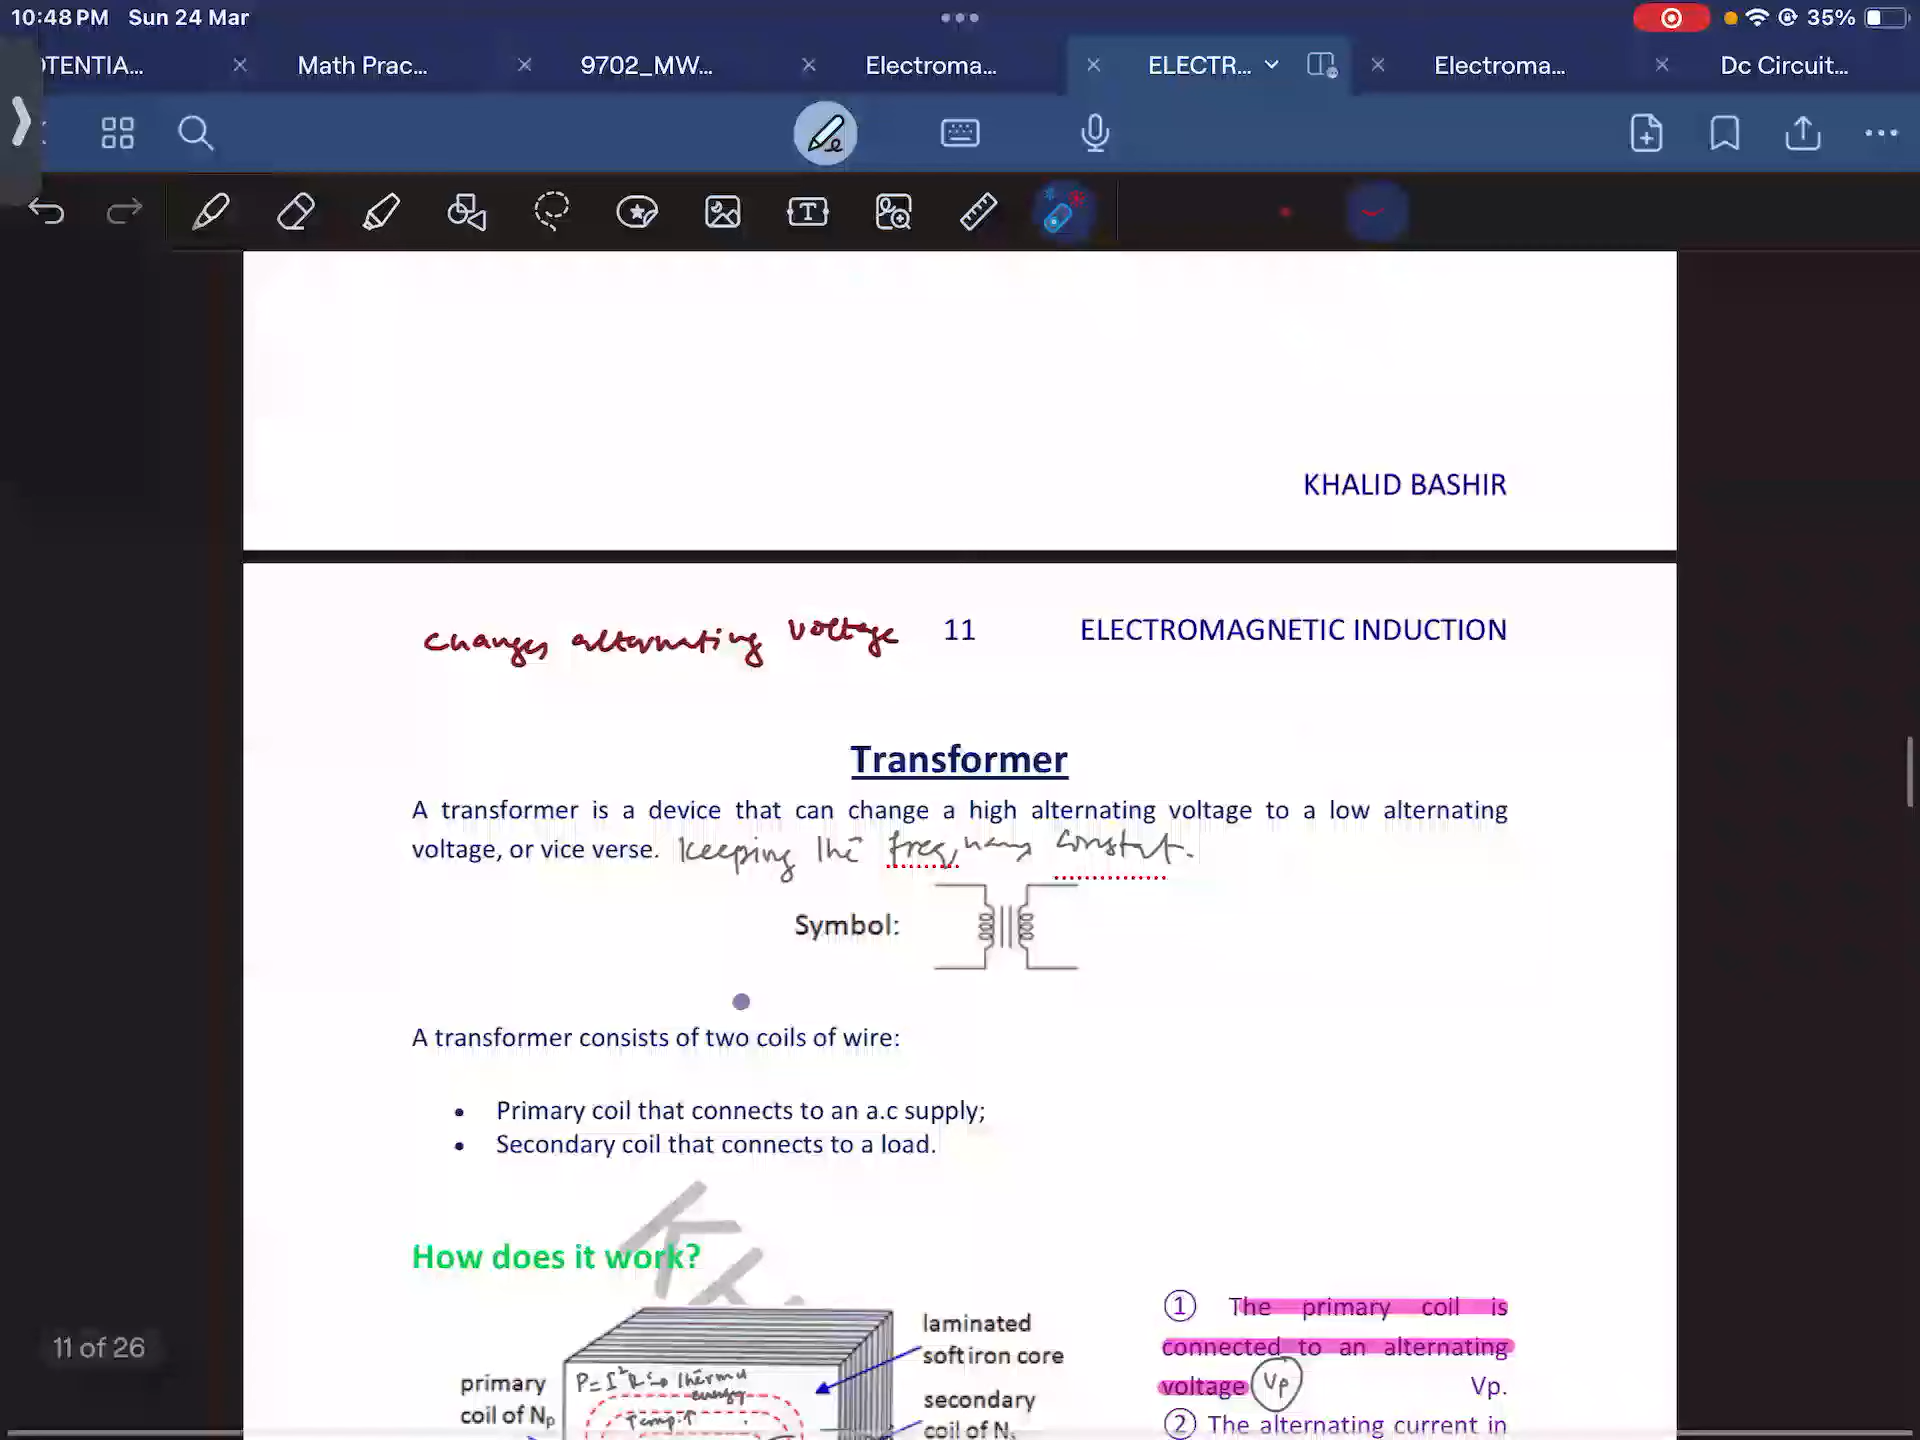 10:48 PM Sun 24 Mar
35%
OTENTIA...
Math Prac...
9702_MW...
Electroma...
ELECTR...
Electroma...
Dc Circuit...
KHALID BASHIR
changes alternating voltage 11 ELECTROMAGNETIC INDUCTION
Transformer
A transformer is a device that can change a high alternating voltage to a low alternating
voltage, or vice verse. Keeping the frequency constant.
Symbol:
A transformer consists of two coils of wire:
• Primary coil that connects to an a.c supply;
• Secondary coil that connects to a load.
How does it work?
laminated
soft iron core
primary
coil of Np
P=I²R
Temp.↑
secondary
① The primary coil is
connected to an alternating
voltage Vp Vp.
② The alternating current in
11 of 26